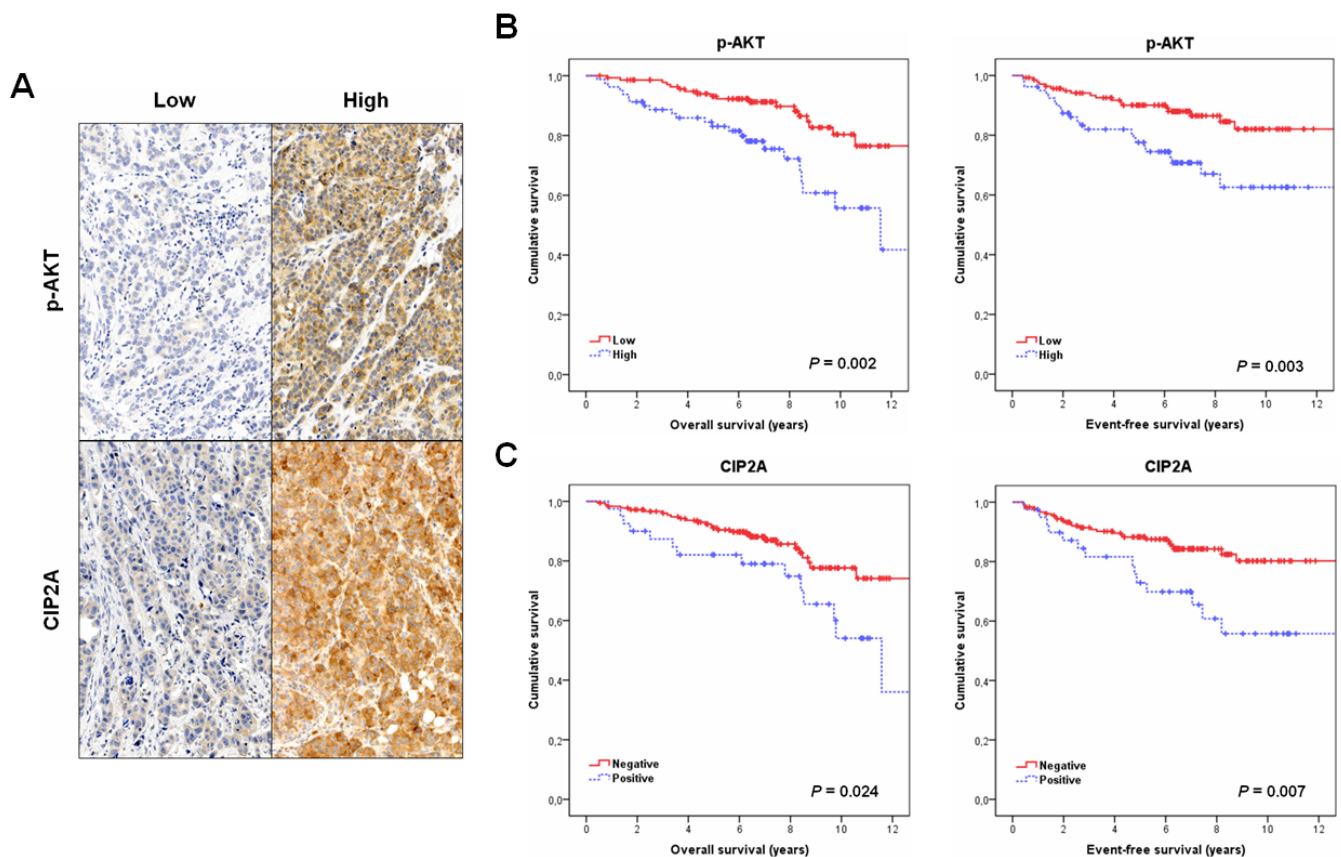 A
Low High
p-AKT
CIP2A
B
p-AKT
1,0
0,8
0,6
0,4
0,2
0,0
Cumulative survival
Low
High
P = 0.002
0 2 4 6 8 10 12
Overall survival (years)
p-AKT
1,0
0,8
0,6
0,4
0,2
0,0
Cumulative survival
Low
High
P = 0.003
0 2 4 6 8 10 12
Event-free survival (years)
C
CIP2A
1,0
0,8
0,6
0,4
0,2
0,0
Cumulative survival
Negative
Positive
P = 0.024
0 2 4 6 8 10 12
Overall survival (years)
CIP2A
1,0
0,8
0,6
0,4
0,2
0,0
Cumulative survival
Negative
Positive
P = 0.007
0 2 4 6 8 10 12
Event-free survival (years)